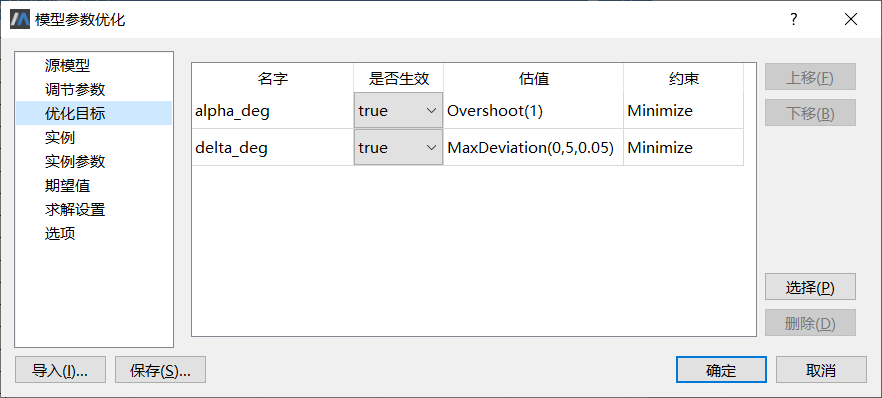 模型参数优化
?
源模型
调节参数
优化目标
实例
实例参数
期望值
求解设置
选项
名字 是否生效 估值 约束
alpha_deg true Overshoot(1) Minimize
delta_deg true MaxDeviation(0,5,0.05) Minimize
上移(F)
下移(B)
选择(P)
删除(D)
导入(I)... 保存(S)... 确定 取消